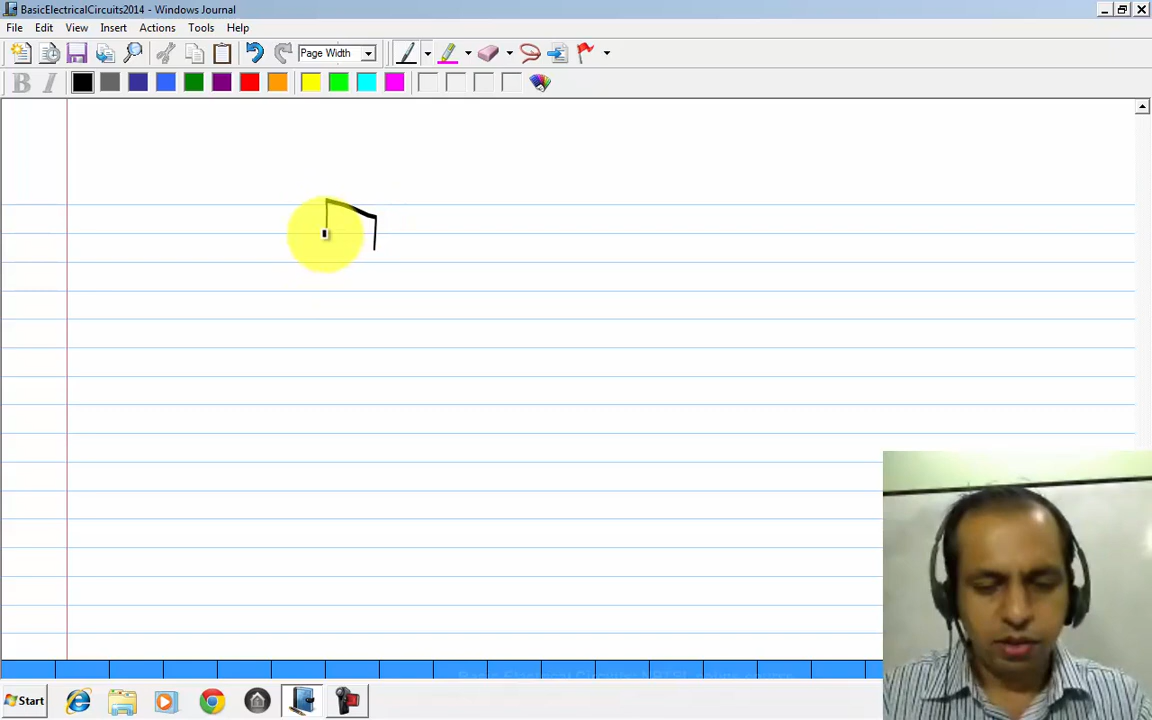 BasicElectricalCircuits2014 - Windows Journal
File Edit View Insert Actions Tools Help
Page Width
B I
Start